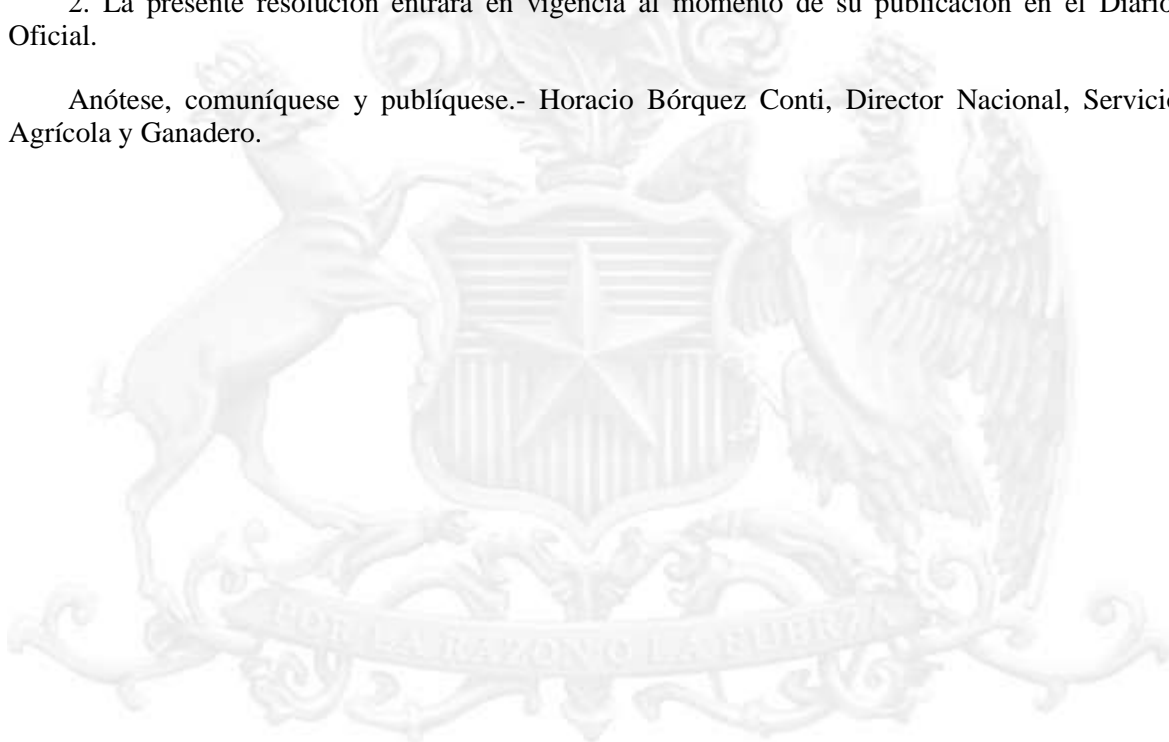 2. La presente resolución entrará en vigencia al momento de su publicación en el Diario
Oficial.
Anótese, comuníquese y publíquese.- Horacio Bórquez Conti, Director Nacional, Servicio
Agrícola y Ganadero.
POR LA RAZON O LA FUERZA